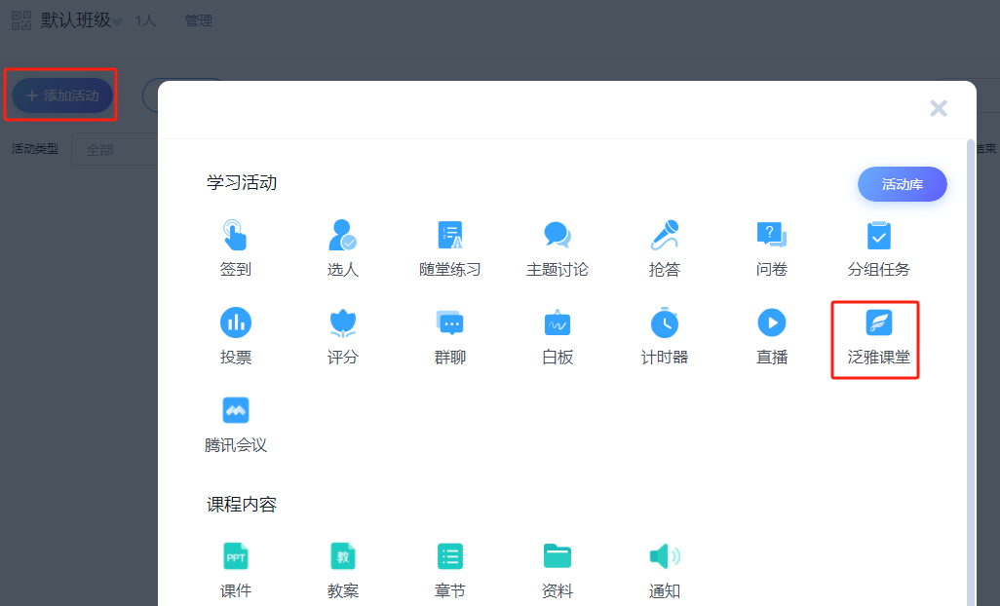 默认班级 1人 管理
+ 添加活动
活动类型 全部 结束
学习活动 活动库
签到 选人 随堂练习 主题讨论 抢答 问卷 分组任务
投票 评分 群聊 白板 计时器 直播 泛雅课堂
腾讯会议
课程内容
PPT 教
课件 教案 章节 资料 通知